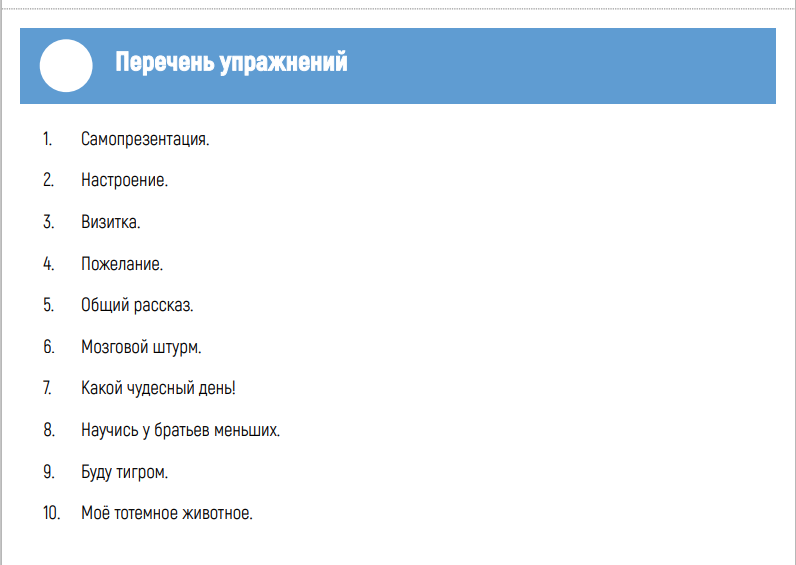 Перечень упражнений
1. Самопрезентация.
2. Настроение.
3. Визитка.
4. Пожелание.
5. Общий рассказ.
6. Мозговой штурм.
7. Какой чудесный день!
8. Научись у братьев меньших.
9. Буду тигром.
10. Моё тотемное животное.